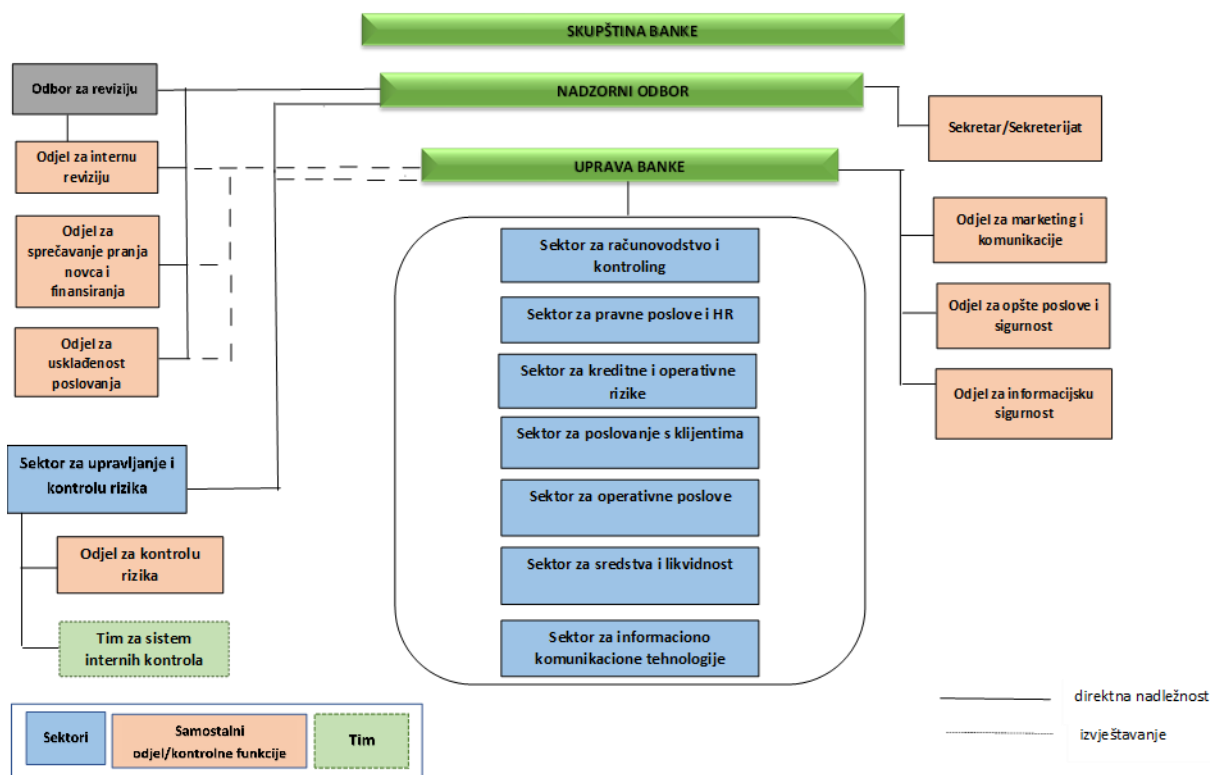 SKUPŠTINA BANKE
Odbor za reviziju
NADZORNI ODBOR
Sekretar/Sekreterijat
Odjel za internu
reviziju
UPRAVA BANKE
Odjel za
sprečavanje pranja
novca i
finansiranja
Odjel za
usklađenost
poslovanja
Sektor za računovodstvo i
kontroling
Sektor za pravne poslove i HR
Sektor za kreditne i operativne
rizike
Sektor za poslovanje s klijentima
Sektor za operativne poslove
Sektor za sredstva i likvidnost
Sektor za informaciono
komunikacione tehnologije
Odjel za marketing i
komunikacije
Odjel za opšte poslove i
sigurnost
Odjel za informacijsku
sigurnost
Sektor za upravljanje i
kontrolu rizika
Odjel za kontrolu
rizika
Tim za sistem
internih kontrola
Sektori
Samostalni
odjel/kontrolne funkcije
Tim
direktna nadležnost
izvještavanje